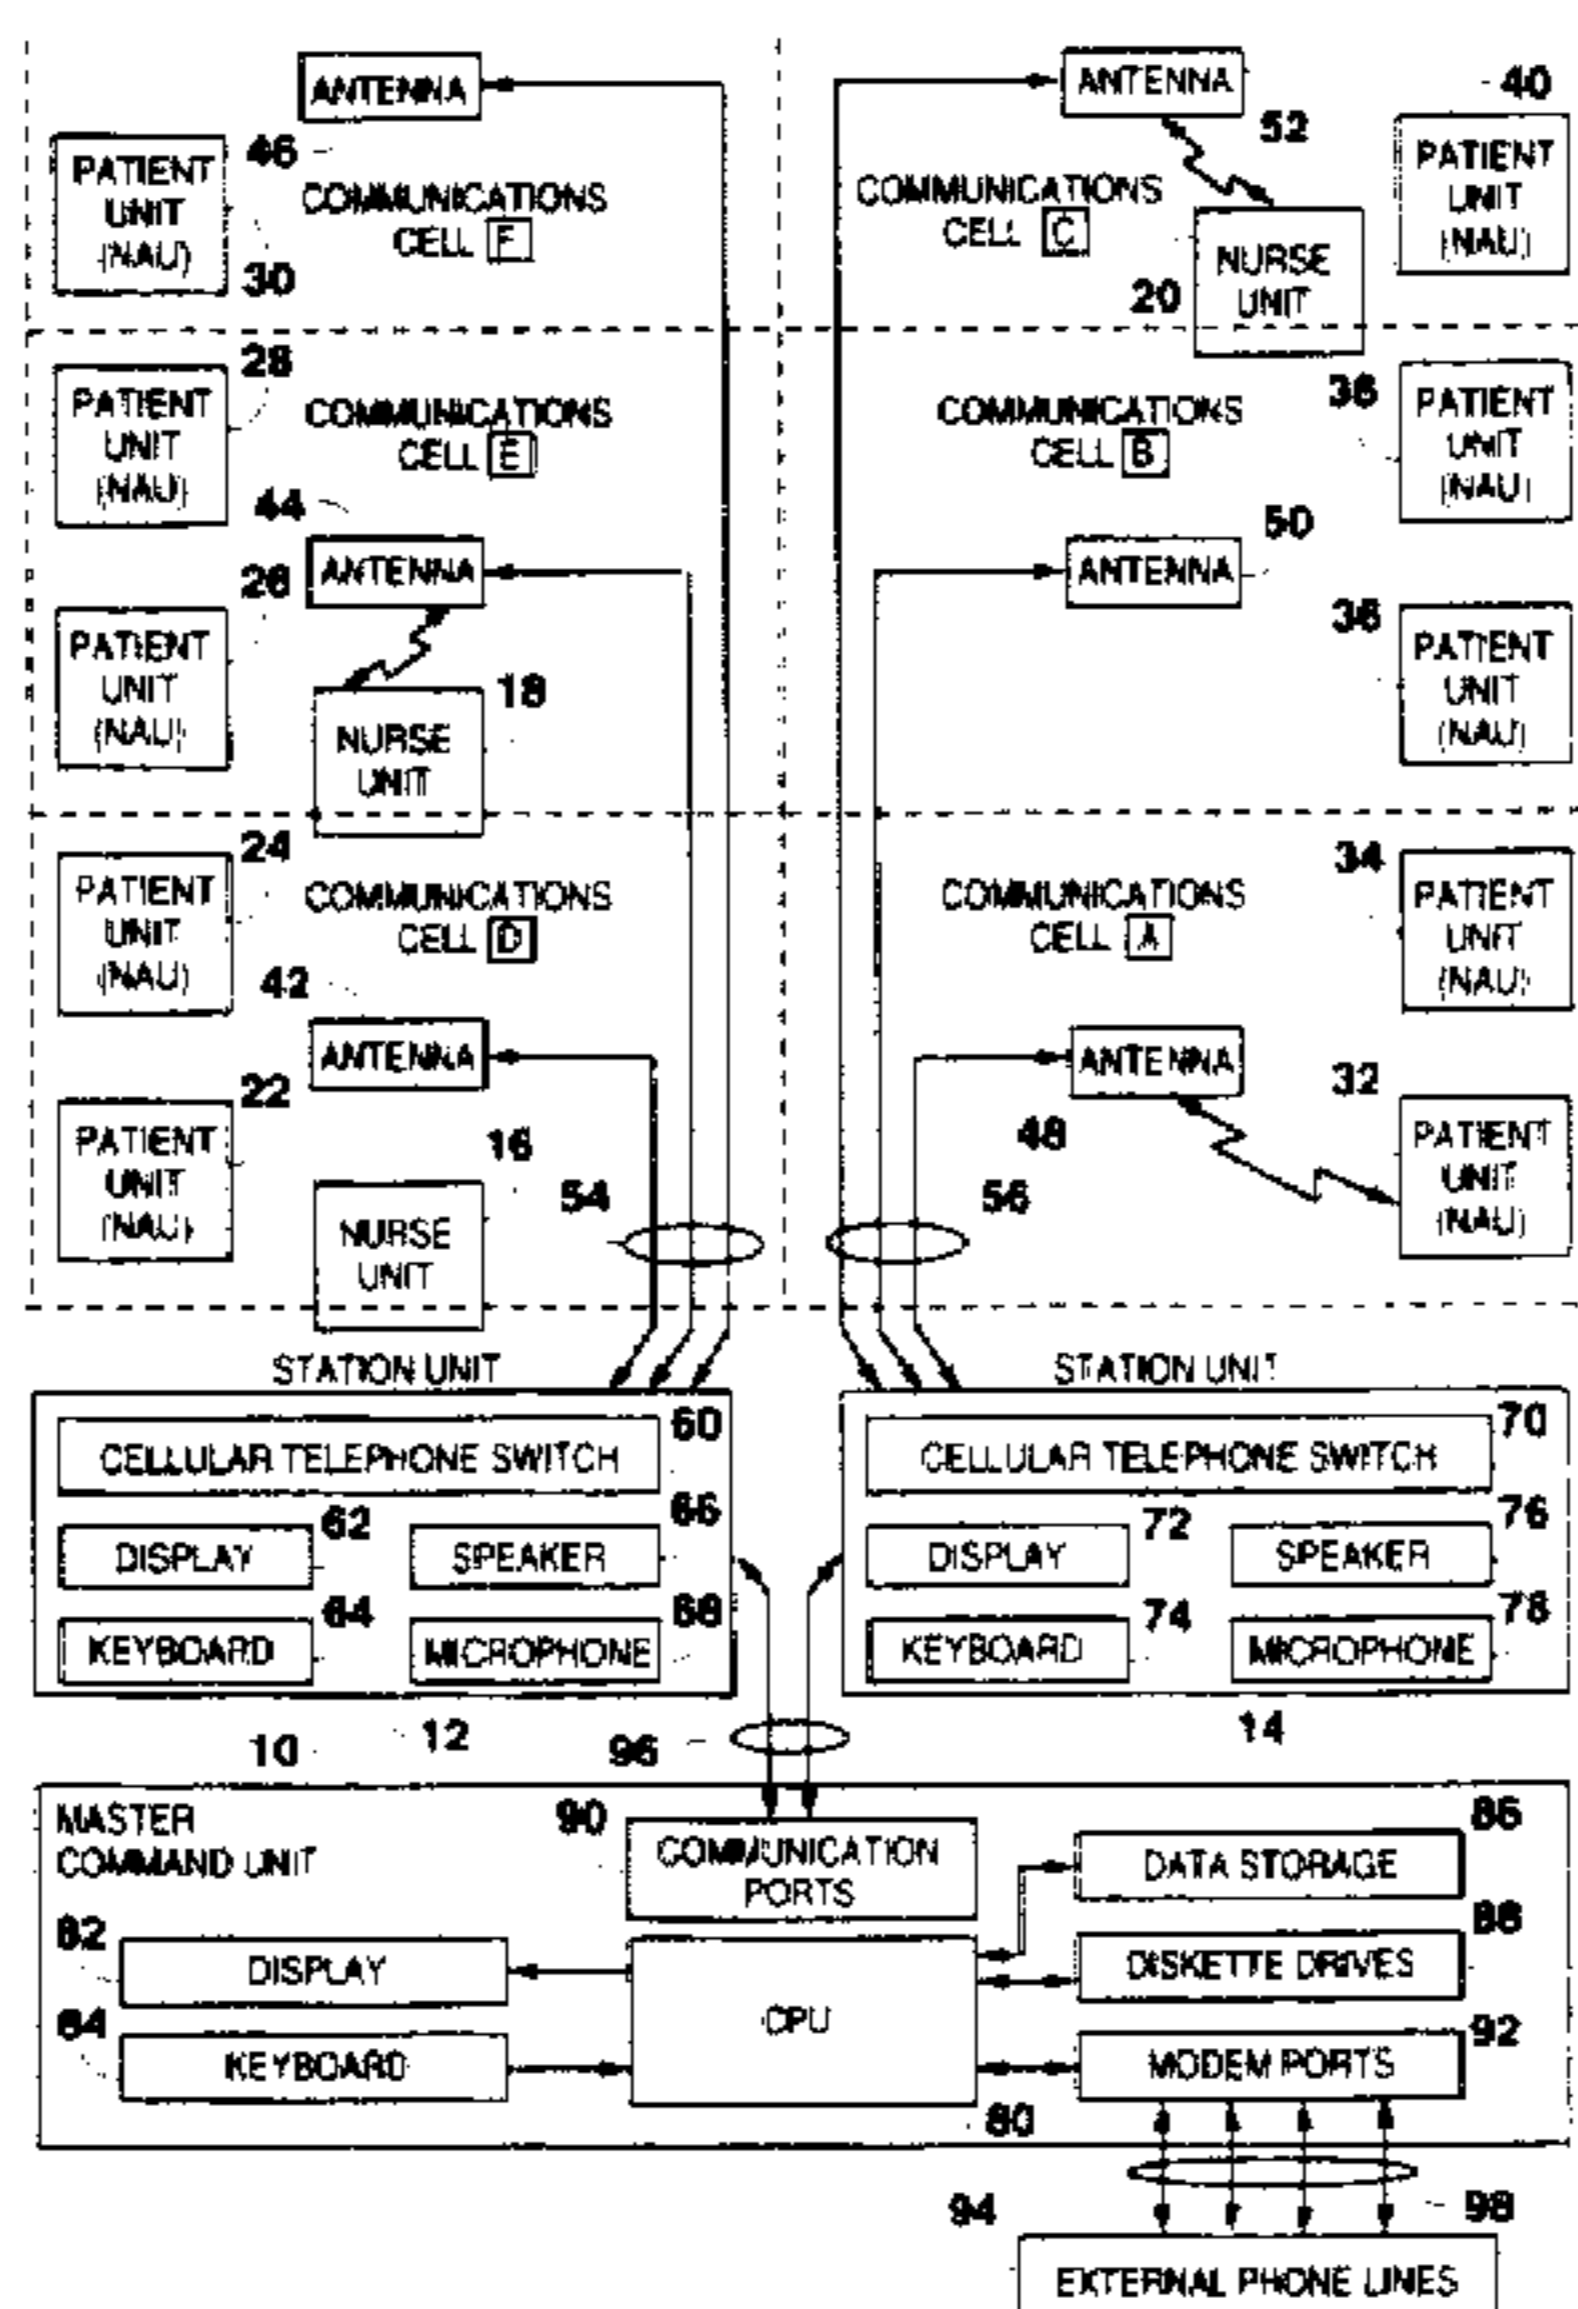 ANTENNA
ANTENNA
40
52
46
PATIENT
UNIT
(NAU)
30
COMMUNICATIONS
CELL F
COMMUNICATIONS
CELL C
20
NURSE
UNIT
PATIENT
UNIT
(NAU)
28
PATIENT
UNIT
(NAU)
COMMUNICATIONS
CELL E
COMMUNICATIONS
CELL B
PATIENT
UNIT
(NAU)
44
50
26
ANTENNA
ANTENNA
36
PATIENT
UNIT
(NAU)
18
NURSE
UNIT
PATIENT
UNIT
(NAU)
24
PATIENT
UNIT
(NAU)
COMMUNICATIONS
CELL D
COMMUNICATIONS
CELL A
34
PATIENT
UNIT
(NAU)
42
ANTENNA
ANTENNA
22
32
PATIENT
UNIT
(NAU)
16
NURSE
UNIT
54
48
56
PATIENT
UNIT
(NAU)
STATION UNIT
STATION UNIT
60
CELLULAR TELEPHONE SWITCH
70
CELLULAR TELEPHONE SWITCH
62
66
72
76
DISPLAY
SPEAKER
DISPLAY
SPEAKER
64
68
74
78
KEYBOARD
MICROPHONE
KEYBOARD
MICROPHONE
10
12
96
14
MASTER
COMMAND UNIT
90
COMMUNICATION
PORTS
86
DATA STORAGE
82
DISPLAY
88
DISKETTE DRIVES
84
KEYBOARD
CPU
92
MODEM PORTS
80
94
98
EXTERNAL PHONE LINES